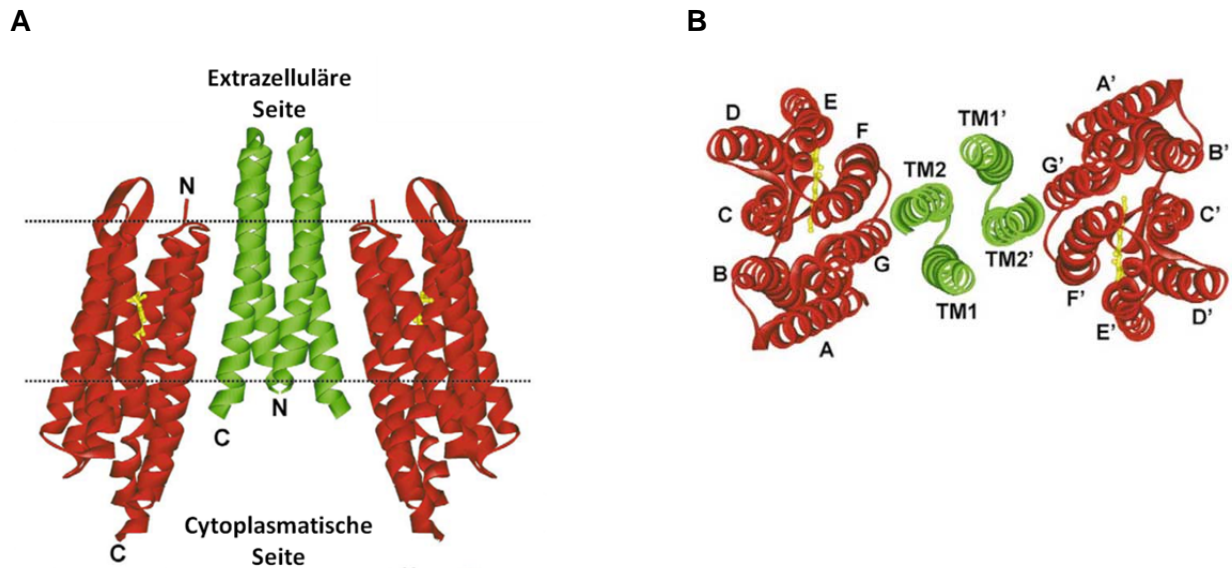 A
Extrazelluläre
Seite
N
N
C
C
Cytoplasmatische
Seite
B
A'
E
D
TM1'
F
B'
TM2
G'
C
C'
G
B
TM2'
TM1
F'
D'
A
E'